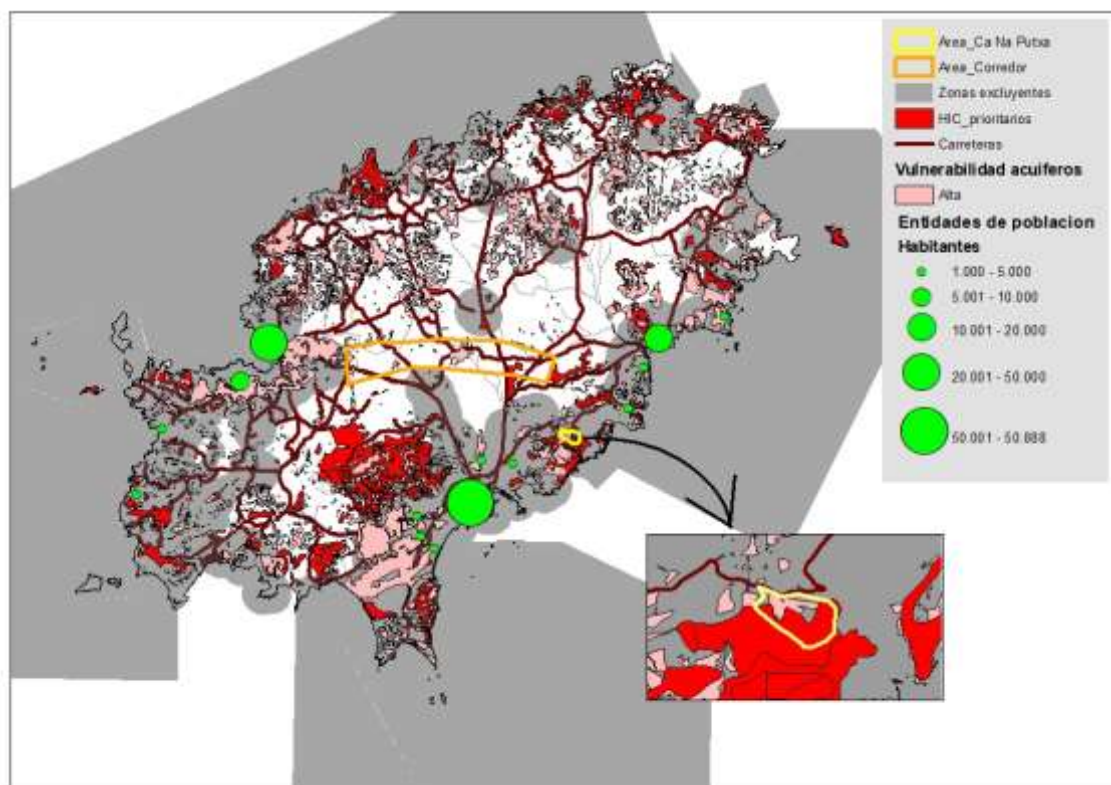 Area_Ca Na Putxa
Area_Corredor
Zonas excluyentes
HIC_prioritarios
Carreteras
Vulnerabilidad acuiferos
Alta
Entidades de poblacion
Habitantes
1.000 - 5.000
5.001 - 10.000
10.001 - 20.000
20.001 - 50.000
50.001 - 50.888